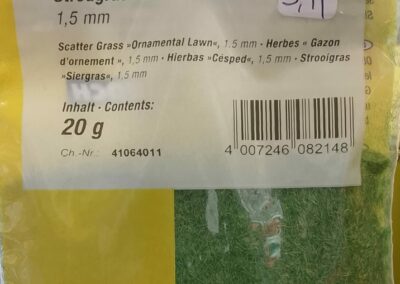 1,5 mm
Scatter Grass »Ornamental Lawn«, 1,5 mm · Herbes « Gazon
d'ornement «, 1,5 mm · Hierbas »Césped«, 1,5 mm · Strooigras
»Siergras«, 1,5 mm
Inhalt · Contents:
20 g
Ch.-Nr.: 41064011
4 007246 082148